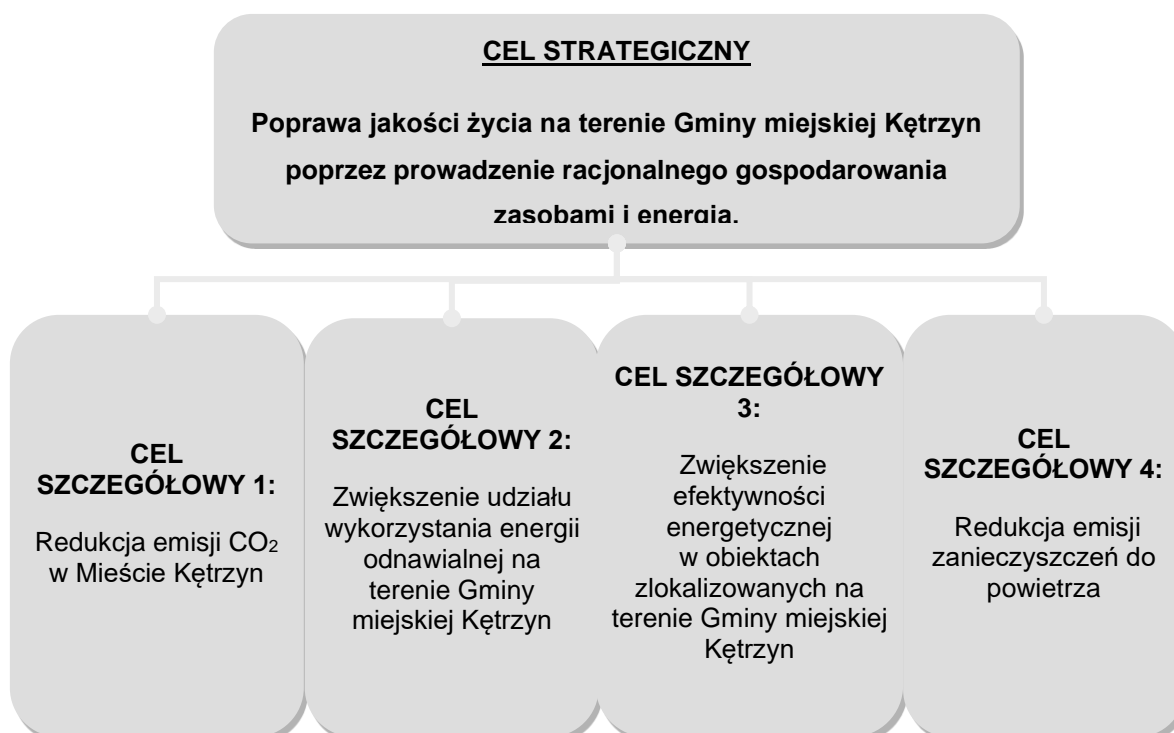 CEL STRATEGICZNY
Poprawa jakości życia na terenie Gminy miejskiej Kętrzyn
poprzez prowadzenie racjonalnego gospodarowania
zasobami i energią.
CEL
SZCZEGÓŁOWY 1:
Redukcja emisji CO₂
w Mieście Kętrzyn
CEL
SZCZEGÓŁOWY 2:
Zwiększenie udziału
wykorzystania energii
odnawialnej na
terenie Gminy
miejskiej Kętrzyn
CEL SZCZEGÓŁOWY
3:
Zwiększenie
efektywności
energetycznej
w obiektach
zlokalizowanych na
terenie Gminy miejskiej
Kętrzyn
CEL
SZCZEGÓŁOWY 4:
Redukcja emisji
zanieczyszczeń do
powietrza